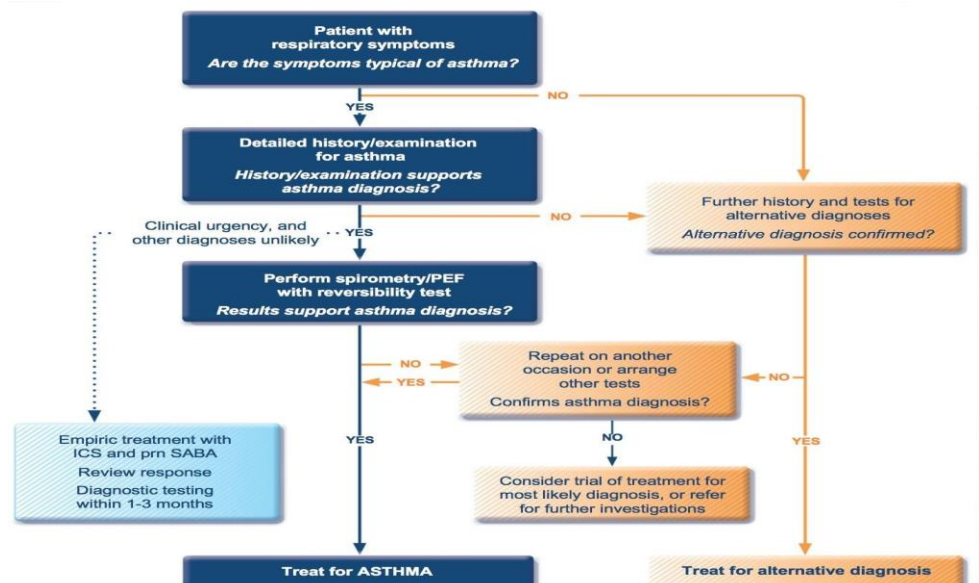 Patient with
respiratory symptoms
Are the symptoms typical of asthma?
NO
YES
Detailed history/examination
for asthma
History/examination supports
asthma diagnosis?
Further history and tests for
alternative diagnoses
Alternative diagnosis confirmed?
NO
Clinical urgency, and
other diagnoses unlikely
YES
Perform spirometry/PEF
with reversibility test
Results support asthma diagnosis?
Repeat on another
occasion or arrange
other tests
Confirms asthma diagnosis?
NO
YES
NO
Empiric treatment with
ICS and prn SABA
Review response
Diagnostic testing
within 1-3 months
YES
NO
YES
Consider trial of treatment for
most likely diagnosis, or refer
for further investigations
Treat for ASTHMA
Treat for alternative diagnosis